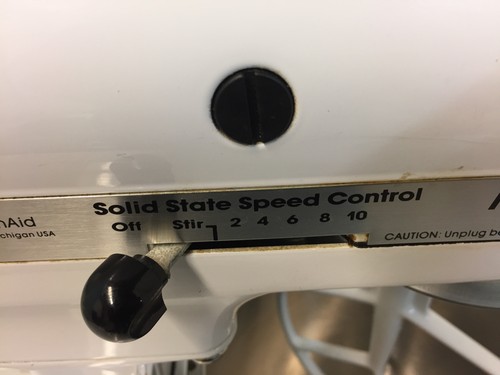 Solid State Speed Control
Off Stir 2 4 6 8 10
nAid
chigan USA
CAUTION: Unplug be